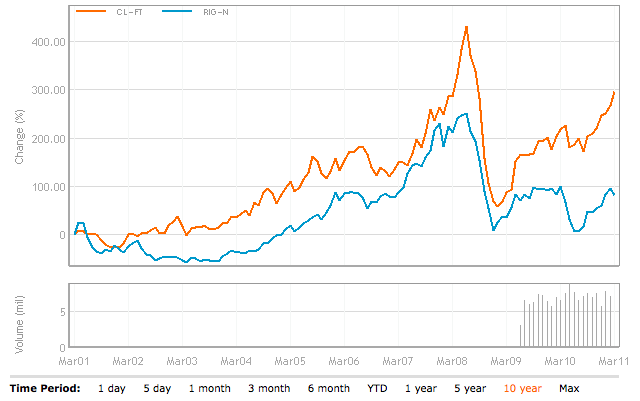 CL-FT RIG-N
400.00
300.00
200.00
100.00
0
Change (%)
5
0
Volume (mil)
Mar01 Mar02 Mar03 Mar04 Mar05 Mar06 Mar07 Mar08 Mar09 Mar10 Mar11
Time Period: 1 day 5 day 1 month 3 month 6 month YTD 1 year 5 year 10 year Max